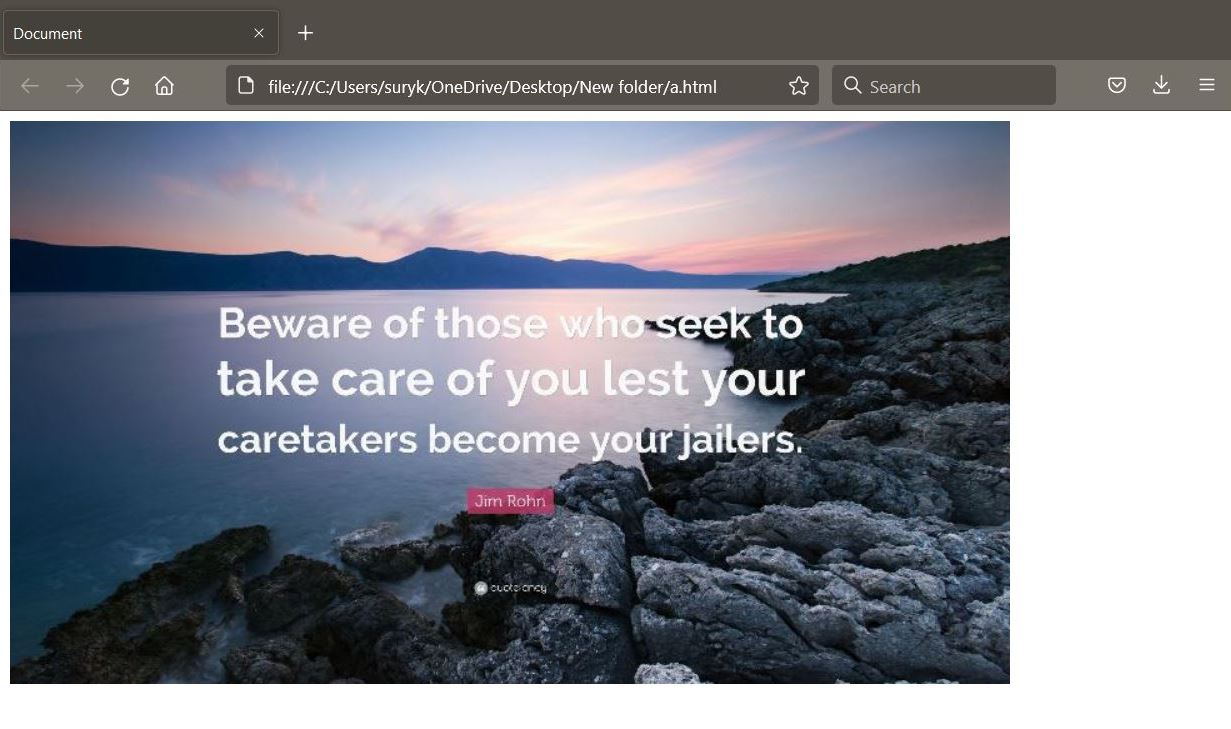 Document
file:///C:/Users/suryk/OneDrive/Desktop/New folder/a.html
Search
Beware of those who seek to
take care of you lest your
caretakers become your jailers.
Jim Rohn
quotefancy